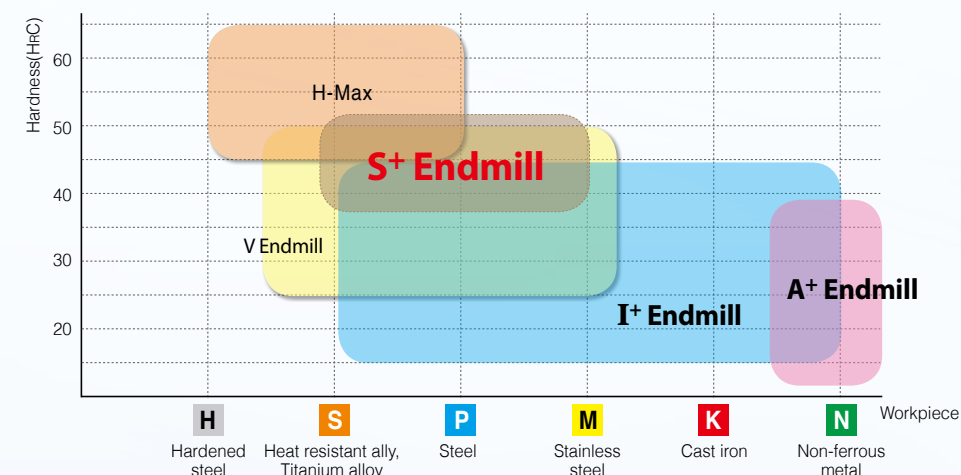 Hardness(HRC)
60
50
40
30
20
H-Max
S+ Endmill
V Endmill
I+ Endmill
A+ Endmill
H
S
P
M
K
N
Workpiece
Hardened
steel
Heat resistant ally,
Titanium alloy
Steel
Stainless
steel
Cast iron
Non-ferrous
metal